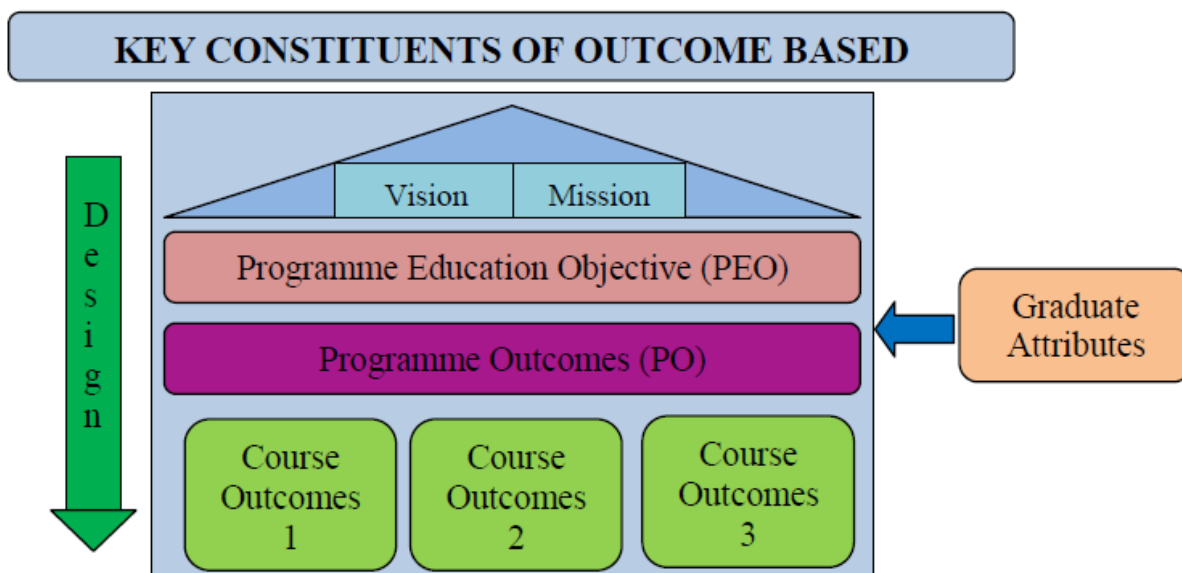 KEY CONSTITUENTS OF OUTCOME BASED
Design
Vision
Mission
Programme Education Objective (PEO)
Programme Outcomes (PO)
Graduate
Attributes
Course
Outcomes
1
Course
Outcomes
2
Course
Outcomes
3